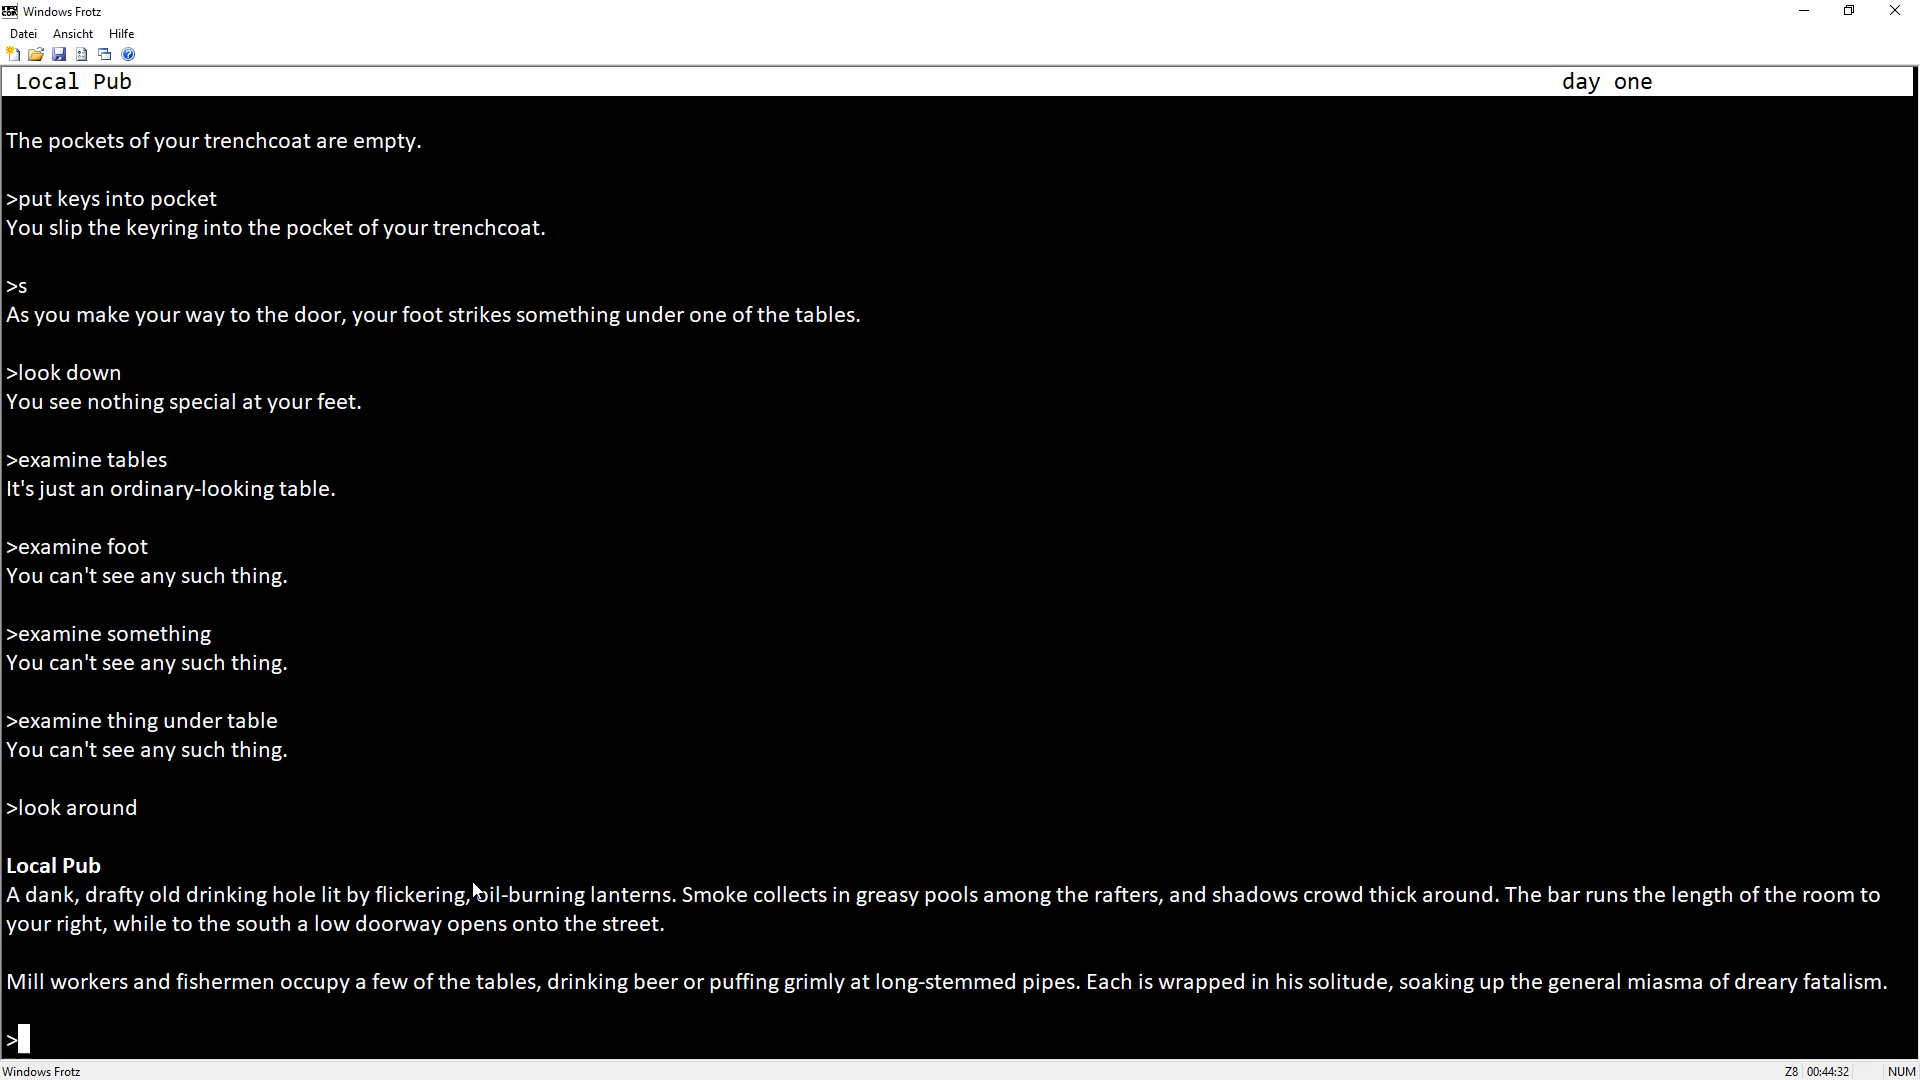 Windows Frotz
Datei Ansicht Hilfe
Local Pub day one
The pockets of your trenchcoat are empty.
>put keys into pocket
You slip the keyring into the pocket of your trenchcoat.
>s
As you make your way to the door, your foot strikes something under one of the tables.
>look down
You see nothing special at your feet.
>examine tables
It's just an ordinary-looking table.
>examine foot
You can't see any such thing.
>examine something
You can't see any such thing.
>examine thing under table
You can't see any such thing.
>look around
Local Pub
A dank, drafty old drinking hole lit by flickering, oil-burning lanterns. Smoke collects in greasy pools among the rafters, and shadows crowd thick around. The bar runs the length of the room to
your right, while to the south a low doorway opens onto the street.
Mill workers and fishermen occupy a few of the tables, drinking beer or puffing grimly at long-stemmed pipes. Each is wrapped in his solitude, soaking up the general miasma of dreary fatalism.
>
Windows Frotz Z8 00:44:32 NUM